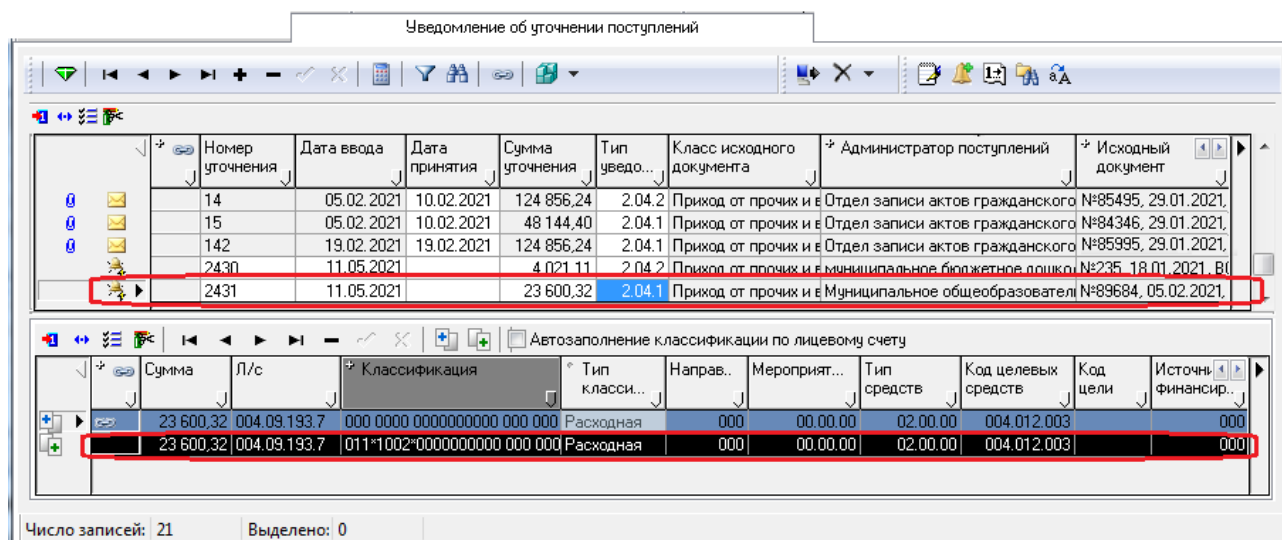 Уведомление об уточнении поступлений
Номер уточнения Дата ввода Дата принятия Сумма уточнения Тип уведо... Класс исходного документа Администратор поступлений Исходный документ
14 05.02.2021 10.02.2021 124 856,24 2.04.2 Приход от прочих и в Отдел записи актов гражданского №85495, 29.01.2021,
15 05.02.2021 10.02.2021 48 144,40 2.04.1 Приход от прочих и в Отдел записи актов гражданского №84346, 29.01.2021,
142 19.02.2021 19.02.2021 124 856,24 2.04.1 Приход от прочих и в Отдел записи актов гражданского №85995, 29.01.2021,
2430 11.05.2021 4 021,11 2.04.2 Приход от прочих и в муниципальное бюджетное дошко №235, 18.01.2021,
2431 11.05.2021 23 600,32 2.04.1 Приход от прочих и в Муниципальное общеобразовател №89684, 05.02.2021,
Автозаполнение классификации по лицевому счету
Сумма Л/с Классификация Тип класси... Направ.. Мероприят... Тип средств Код целевых средств Код цели Источни финансир..
23 600,32 004.09.193.7 000 0000 0000000000 000 000 Расходная 000 00.00.00 02.00.00 004.012.003 000
23 600,32 004.09.193.7 011*1002*0000000000 000 000 Расходная 000 00.00.00 02.00.00 004.012.003 000
Число записей: 21 Выделено: 0